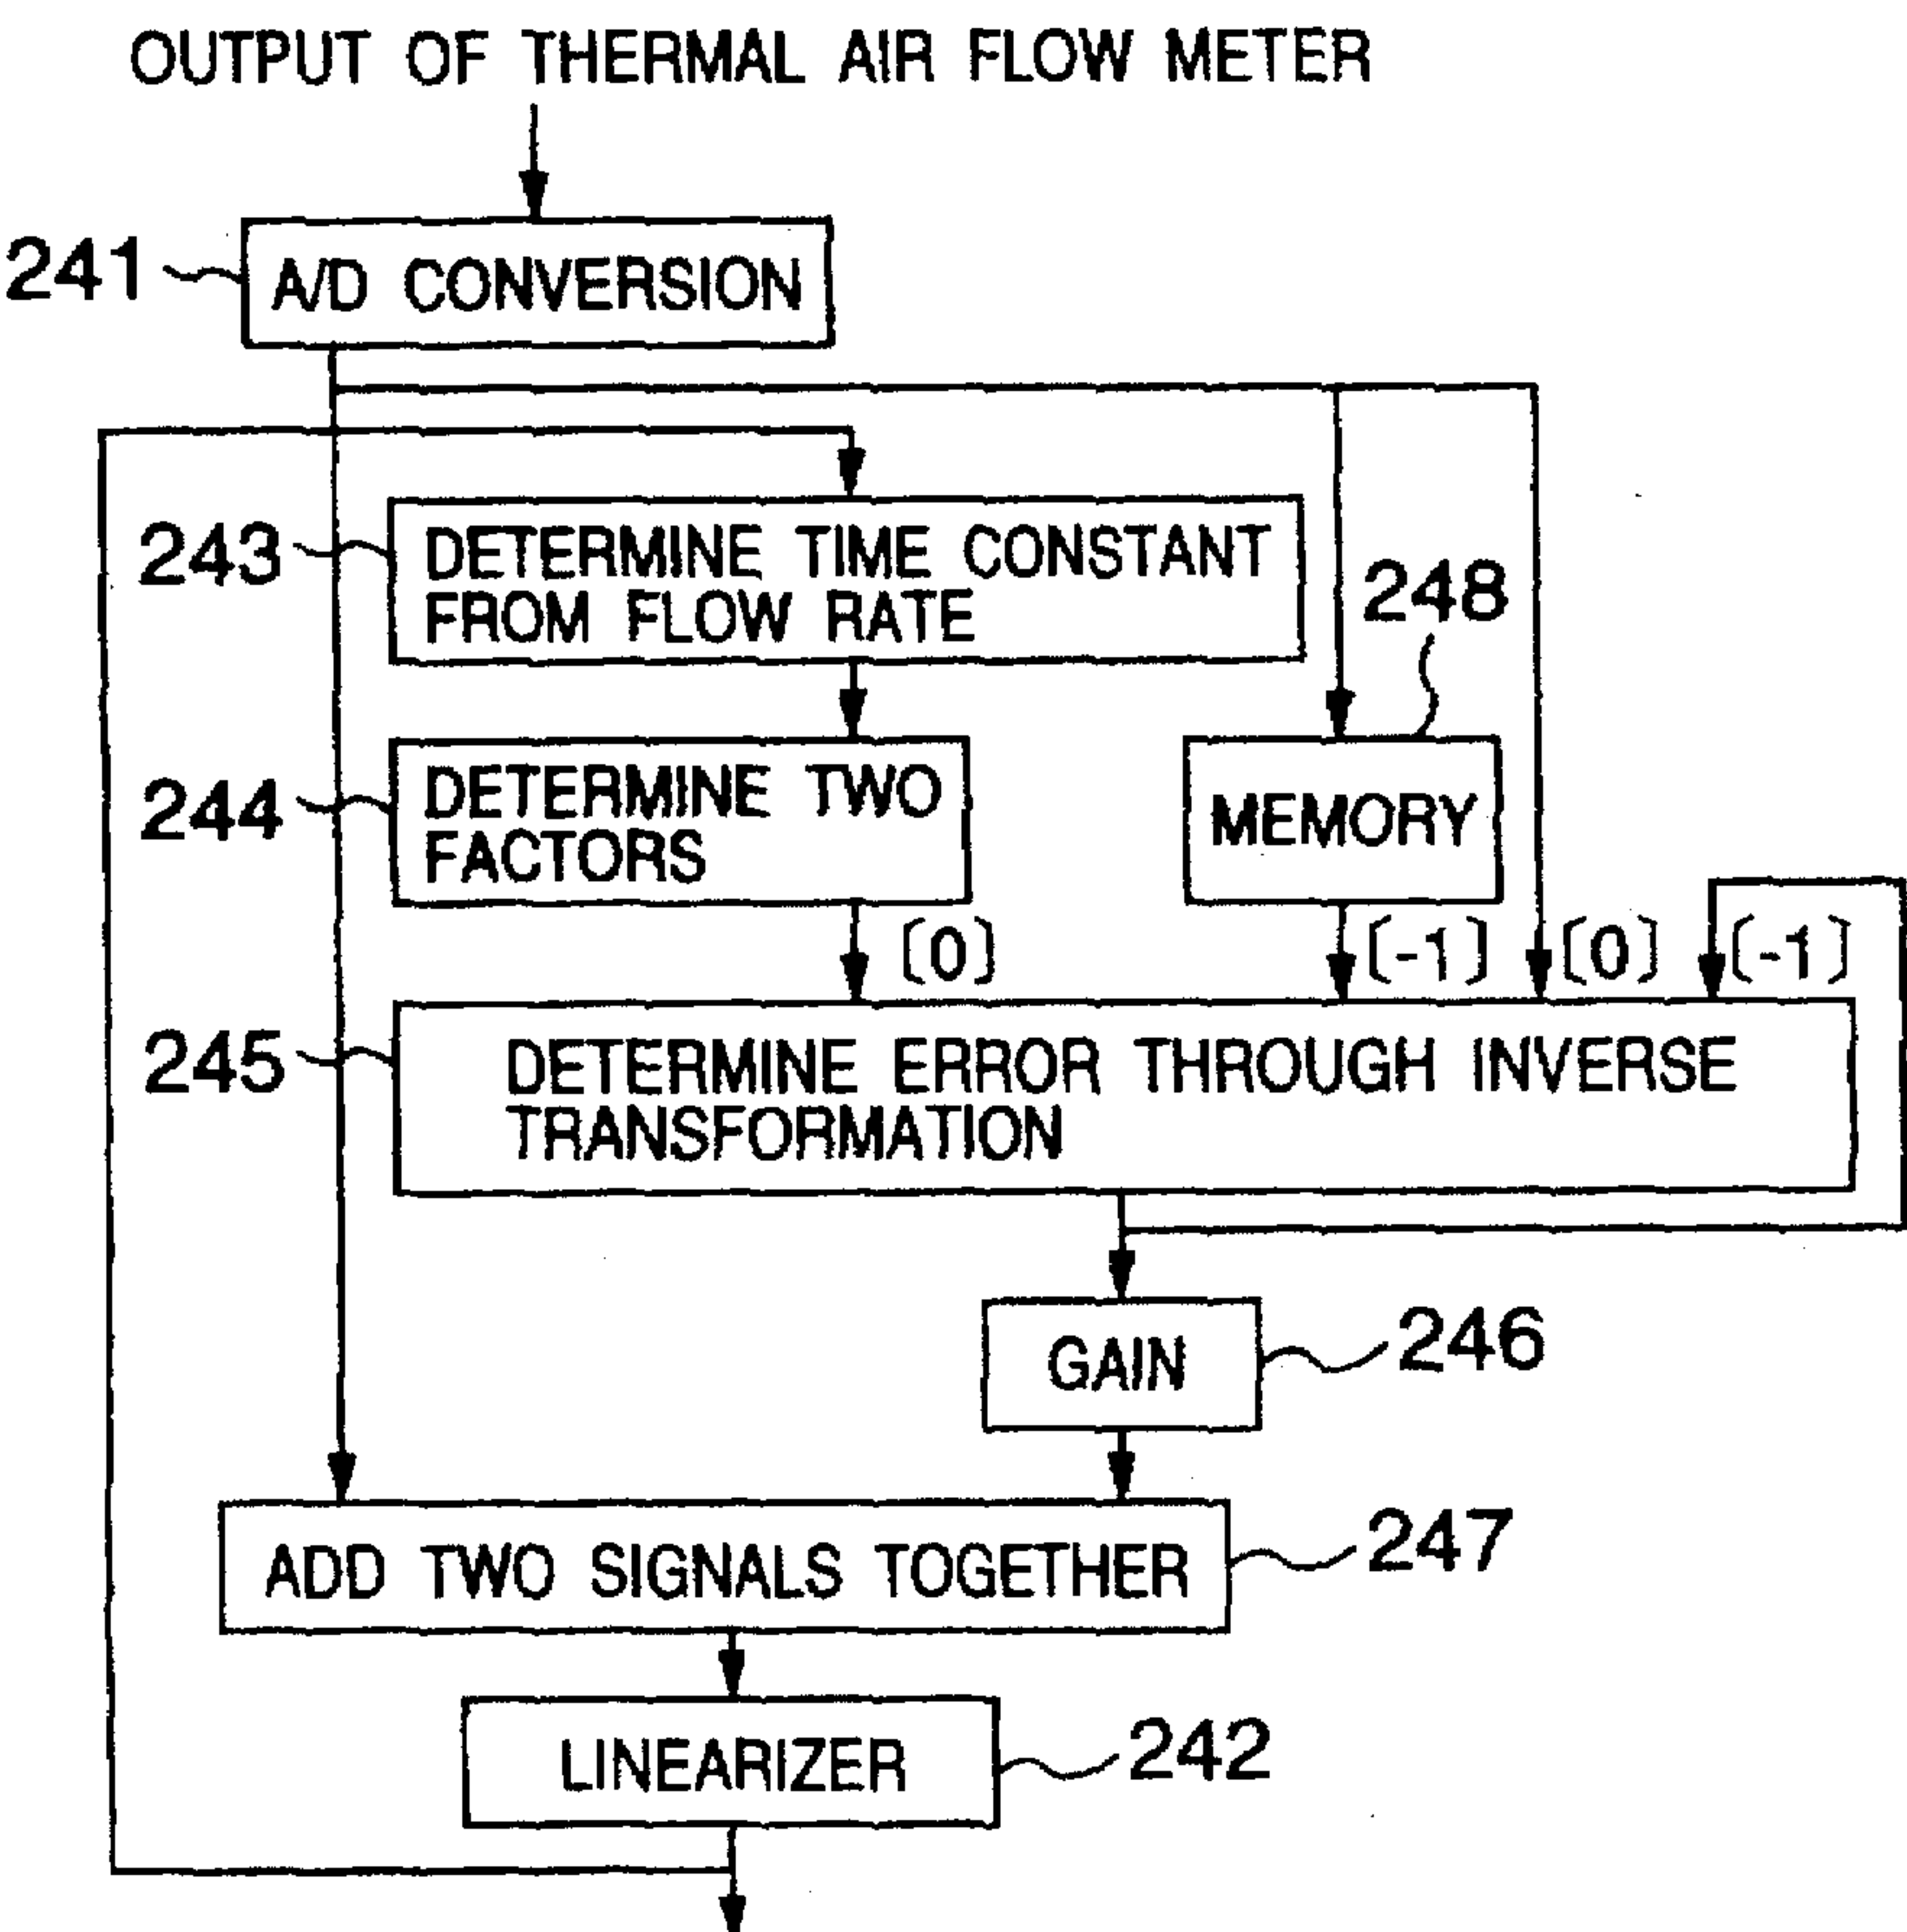 OUTPUT OF THERMAL AIR FLOW METER
241
A/D CONVERSION
243
DETERMINE TIME CONSTANT
FROM FLOW RATE
248
244
DETERMINE TWO
FACTORS
MEMORY
(0)
(-1)
(0)
(-1)
245
DETERMINE ERROR THROUGH INVERSE
TRANSFORMATION
GAIN
246
ADD TWO SIGNALS TOGETHER
247
LINEARIZER
242